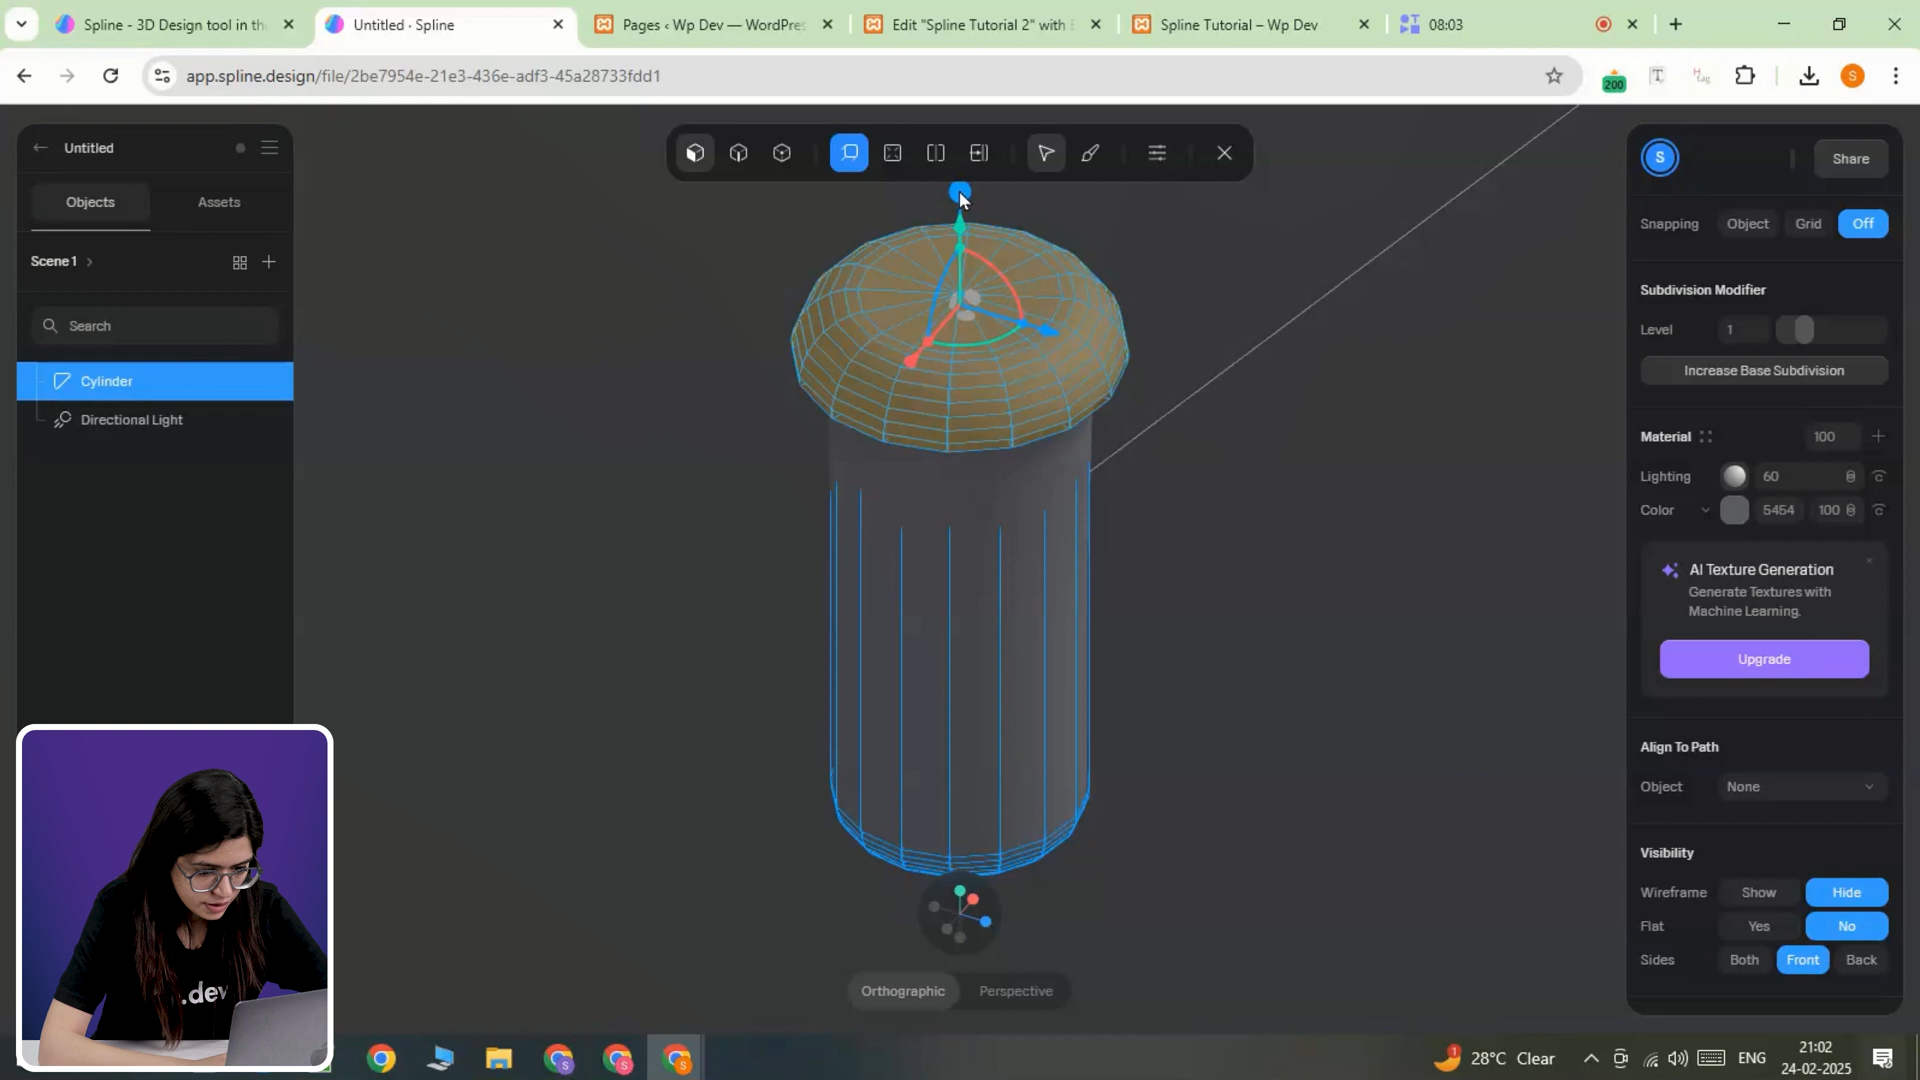 Spline - 3D Design tool in th
Untitled · Spline
Pages ‹ Wp Dev — WordPres
Edit "Spline Tutorial 2" with E
Spline Tutorial – Wp Dev
08:03
app.spline.design/file/2be7954e-21e3-436e-adf3-45a28733fdd1
200
S
Untitled
Objects
Assets
Scene 1
Search
Cylinder
Directional Light
S
Share
Snapping
Object
Grid
Off
Subdivision Modifier
Level
1
Increase Base Subdivision
Material
100
Lighting
60
Color
5454
100
AI Texture Generation
Generate Textures with
Machine Learning.
Upgrade
Align To Path
Object
None
Visibility
Wireframe
Show
Hide
Flat
Yes
No
Sides
Both
Front
Back
Orthographic
Perspective
.dev
1
28°C Clear
ENG
21:02
24-02-2025